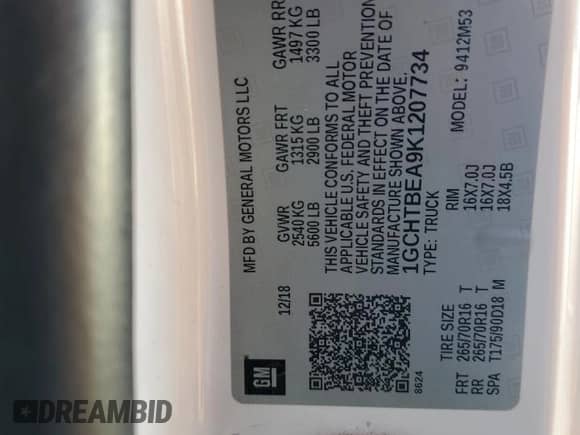 MFD BY GENERAL MOTORS LLC
12/18
GVWR GAWR FRT GAWR RR
2540 KG 1315 KG 1497 KG
5600 LB 2900 LB 3300 LB
THIS VEHICLE CONFORMS TO ALL
APPLICABLE U.S. FEDERAL MOTOR
VEHICLE SAFETY AND THEFT PREVENTION
STANDARDS IN EFFECT ON THE DATE OF
MANUFACTURE SHOWN ABOVE.
1GCHTBEA9K1207734
TYPE: TRUCK MODEL: 9412M53
GM
8624
TIRE SIZE RIM
FRT 265/70R16 T 16X7.0J
RR 265/70R16 T 16X7.0J
SPA T175/90D18 M 18X4.5B
DREAMBID